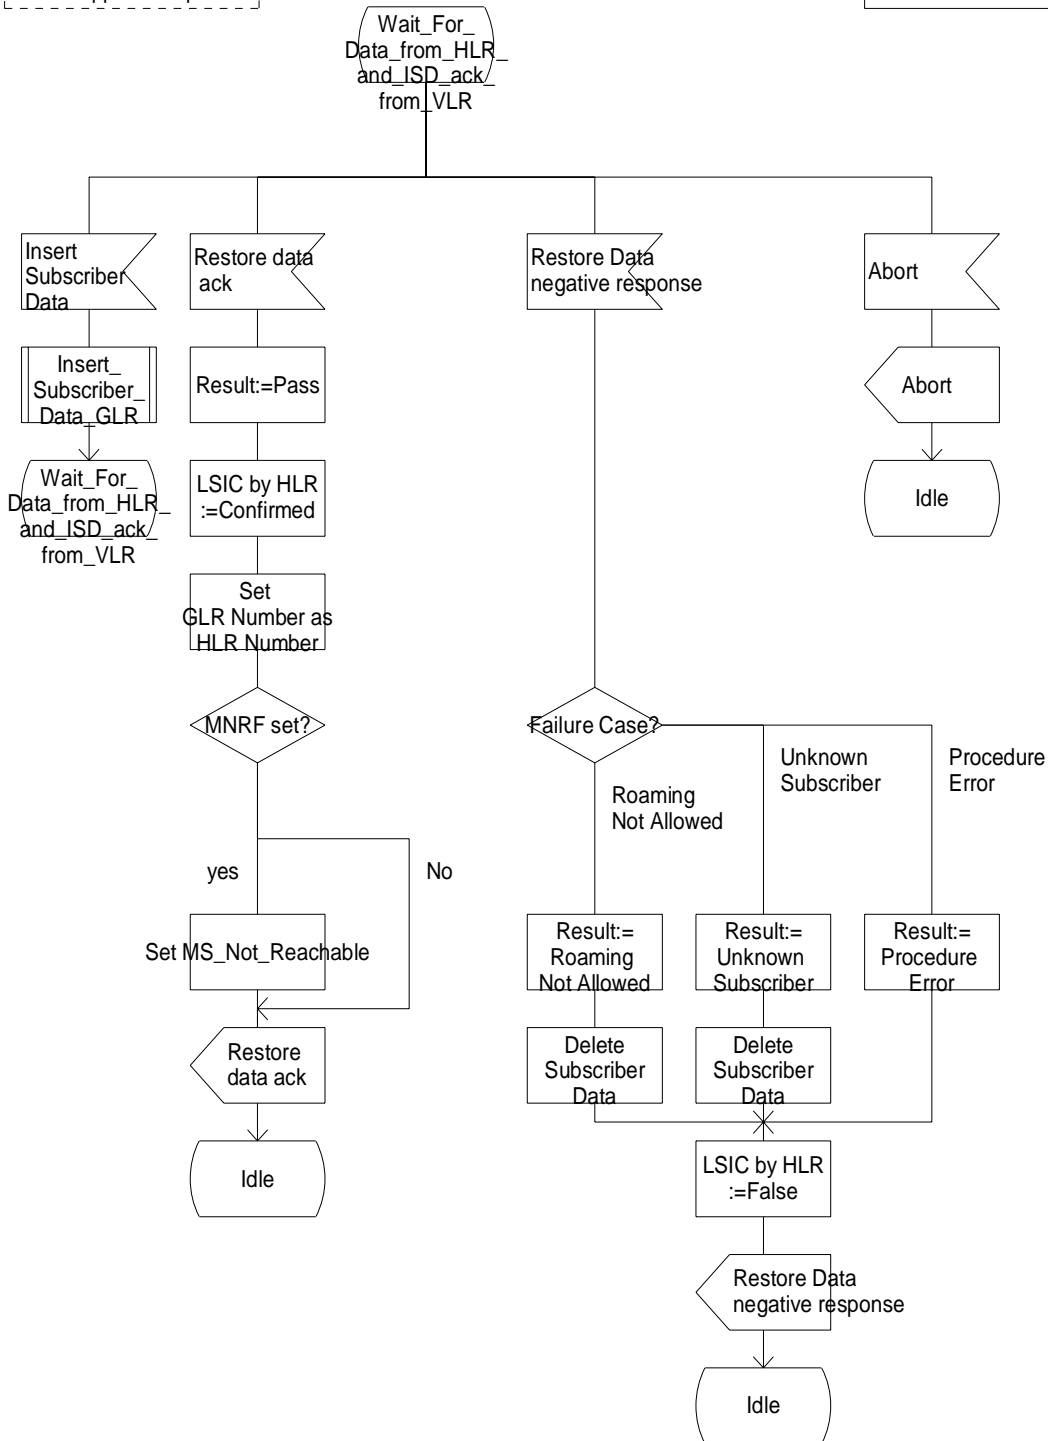 Wait_For_
Data_from_HLR_
and_ISD_ack_
from_VLR
Insert
Subscriber
Data
Restore data
ack
Restore Data
negative response
Abort
Insert_
Subscriber_
Data_GLR
Result:=Pass
Abort
Wait_For_
Data_from_HLR_
and_ISD_ack_
from_VLR
LSIC by HLR
:=Confirmed
Idle
Set
GLR Number as
HLR Number
MNRF set?
Failure Case?
Roaming
Not Allowed
Unknown
Subscriber
Procedure
Error
yes
No
Set MS_Not_Reachable
Result:=
Roaming
Not Allowed
Result:=
Unknown
Subscriber
Result:=
Procedure
Error
Restore
data ack
Delete
Subscriber
Data
Delete
Subscriber
Data
Idle
LSIC by HLR
:=False
Restore Data
negative response
Idle